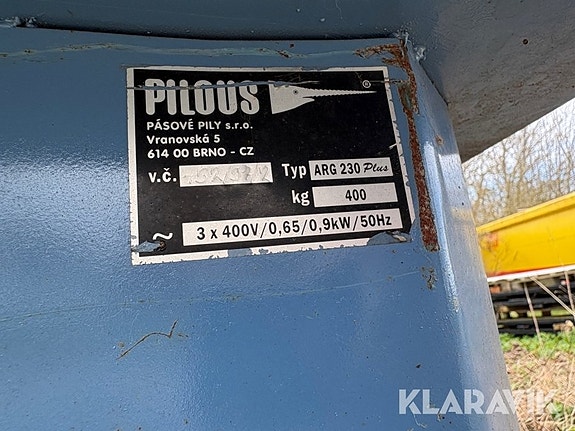 PILOUS ®
PÁSOVÉ PILY s.r.o.
Vranovská 5
614 00 BRNO - CZ
v.č. Typ ARG 230 Plus
kg 400
~ 3 x 400V/0,65/0,9kW/50Hz
KLARAVIK